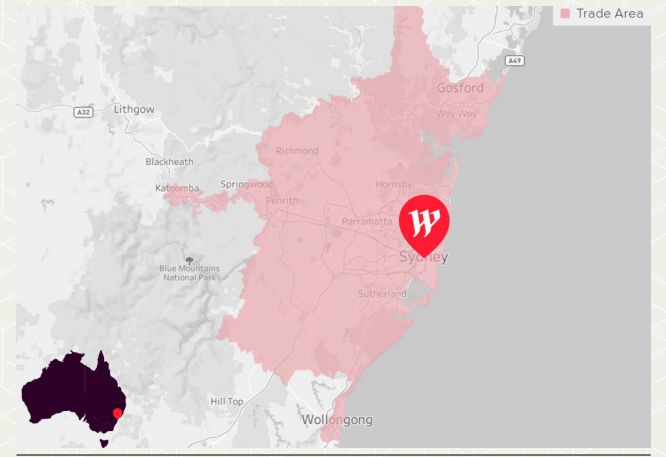 Trade Area
A49
Gosford
Woy Woy
A32
Lithgow
Richmond
Blackheath
Katoomba
Springwood
Hornsby
Penrith
Parramatta
W
Sydney
Blue Mountains
National Park
Sutherland
Hill Top
Wollongong